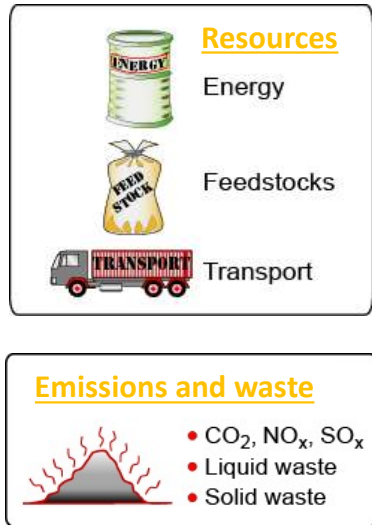 Resources
ENERGY
Energy
FEED
STOCK
Feedstocks
TRANSPORT
Transport
Emissions and waste
• CO₂, NOₓ, SOₓ
• Liquid waste
• Solid waste